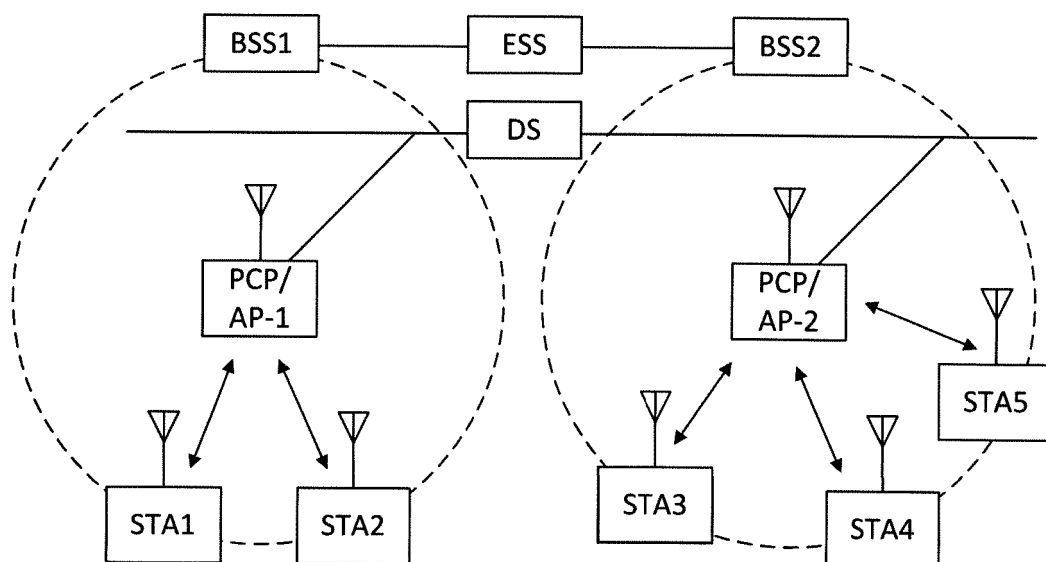 BSS1
ESS
BSS2
DS
PCP/
AP-1
PCP/
AP-2
STA1
STA2
STA3
STA4
STA5